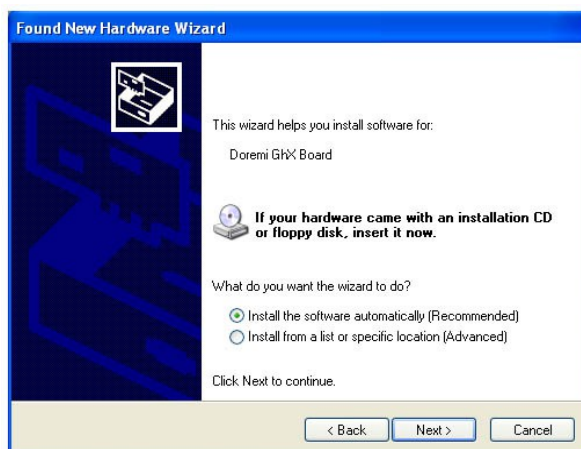 Found New Hardware Wizard
This wizard helps you install software for:
Doremi GhX Board
If your hardware came with an installation CD
or floppy disk, insert it now.
What do you want the wizard to do?
Install the software automatically (Recommended)
Install from a list or specific location (Advanced)
Click Next to continue.
< Back Next > Cancel